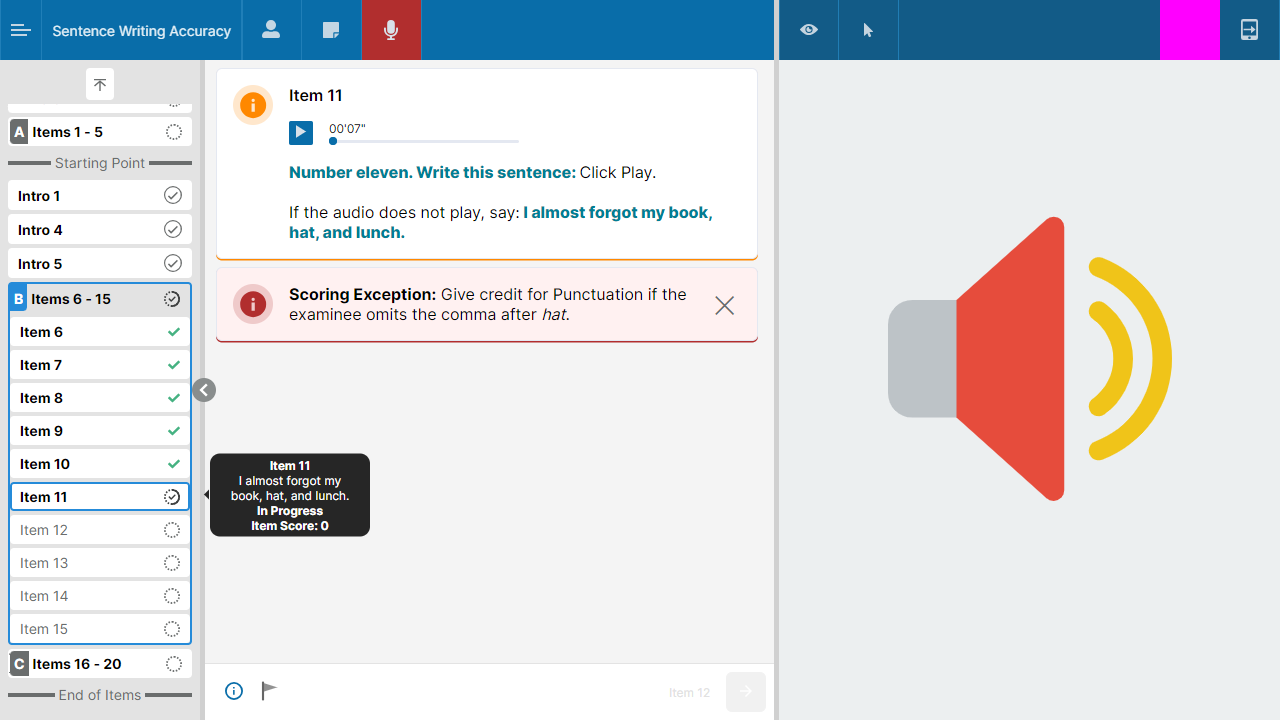 Sentence Writing Accuracy
A Items 1 - 5
Starting Point
Intro 1
Intro 4
Intro 5
B Items 6 - 15
Item 6
Item 7
Item 8
Item 9
Item 10
Item 11
Item 12
Item 13
Item 14
Item 15
C Items 16 - 20
End of Items
Item 11
00'07"
Number eleven. Write this sentence: Click Play.
If the audio does not play, say: I almost forgot my book,
hat, and lunch.
Scoring Exception: Give credit for Punctuation if the
examinee omits the comma after hat.
Item 11
I almost forgot my
book, hat, and lunch.
In Progress
Item Score: 0
Item 12